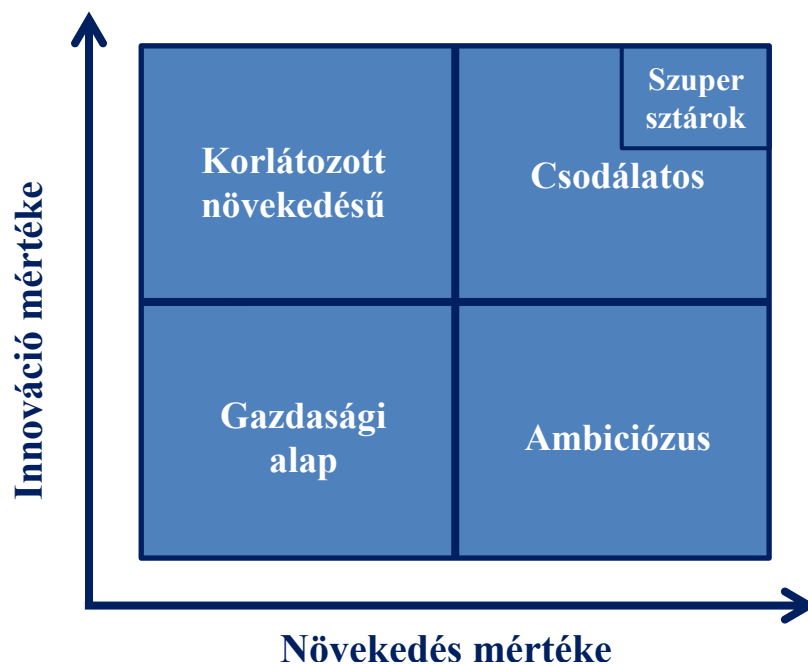 Innováció mértéke
Korlátozott
növekedésű
Csodálatos
Szuper
sztárok
Gazdasági
alap
Ambiciózus
Növekedés mértéke